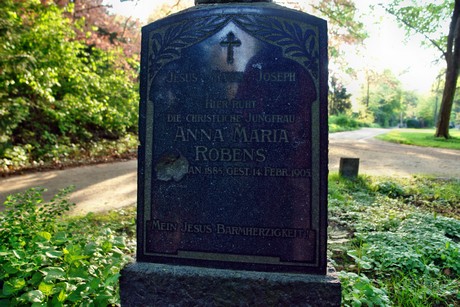 Jesus Maria Joseph
Hier ruht
die christliche Jungfrau
Anna Maria
Robens
Jan. 1885, gest. 14. Febr. 1905
Mein Jesus Barmherzigkeit!